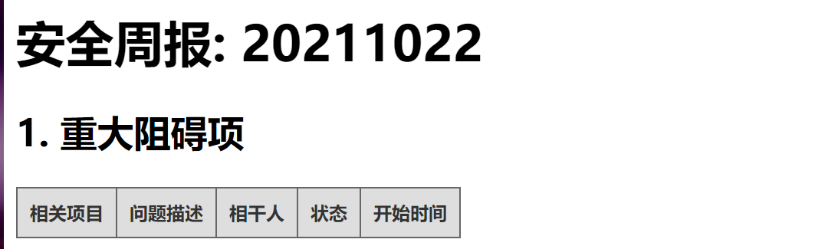 安全周报: 20211022
1. 重大阻碍项
相关项目 问题描述 相干人 状态 开始时间